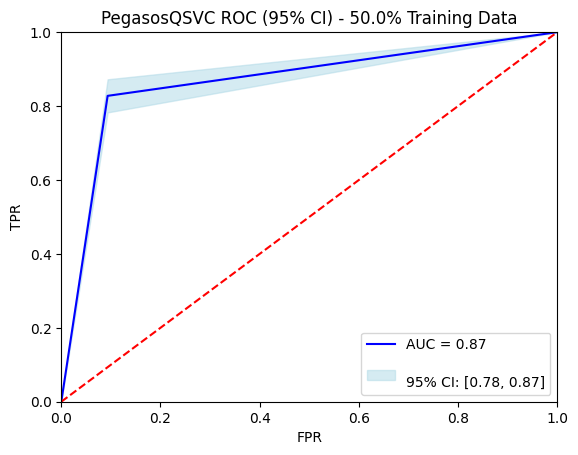 PegasosQSVC ROC (95% CI) - 50.0% Training Data
1.0
0.8
0.6
0.4
0.2
0.0
TPR
AUC = 0.87
95% CI: [0.78, 0.87]
0.0 0.2 0.4 0.6 0.8 1.0
FPR